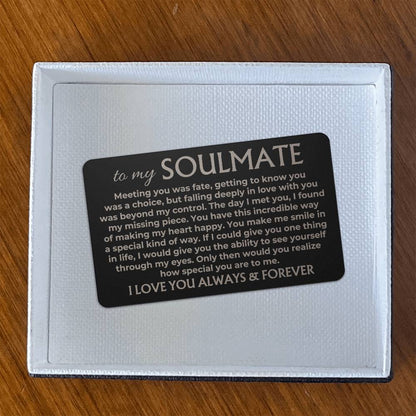 to my SOULMATE
Meeting you was fate, getting to know you
was a choice, but falling deeply in love with you
was beyond my control. The day I met you, I found
my missing piece. You have this incredible way
of making my heart happy. You make me smile in
a special kind of way. If I could give you one thing
in life, I would give you the ability to see yourself
through my eyes. Only then would you realize
how special you are to me.
I LOVE YOU ALWAYS & FOREVER